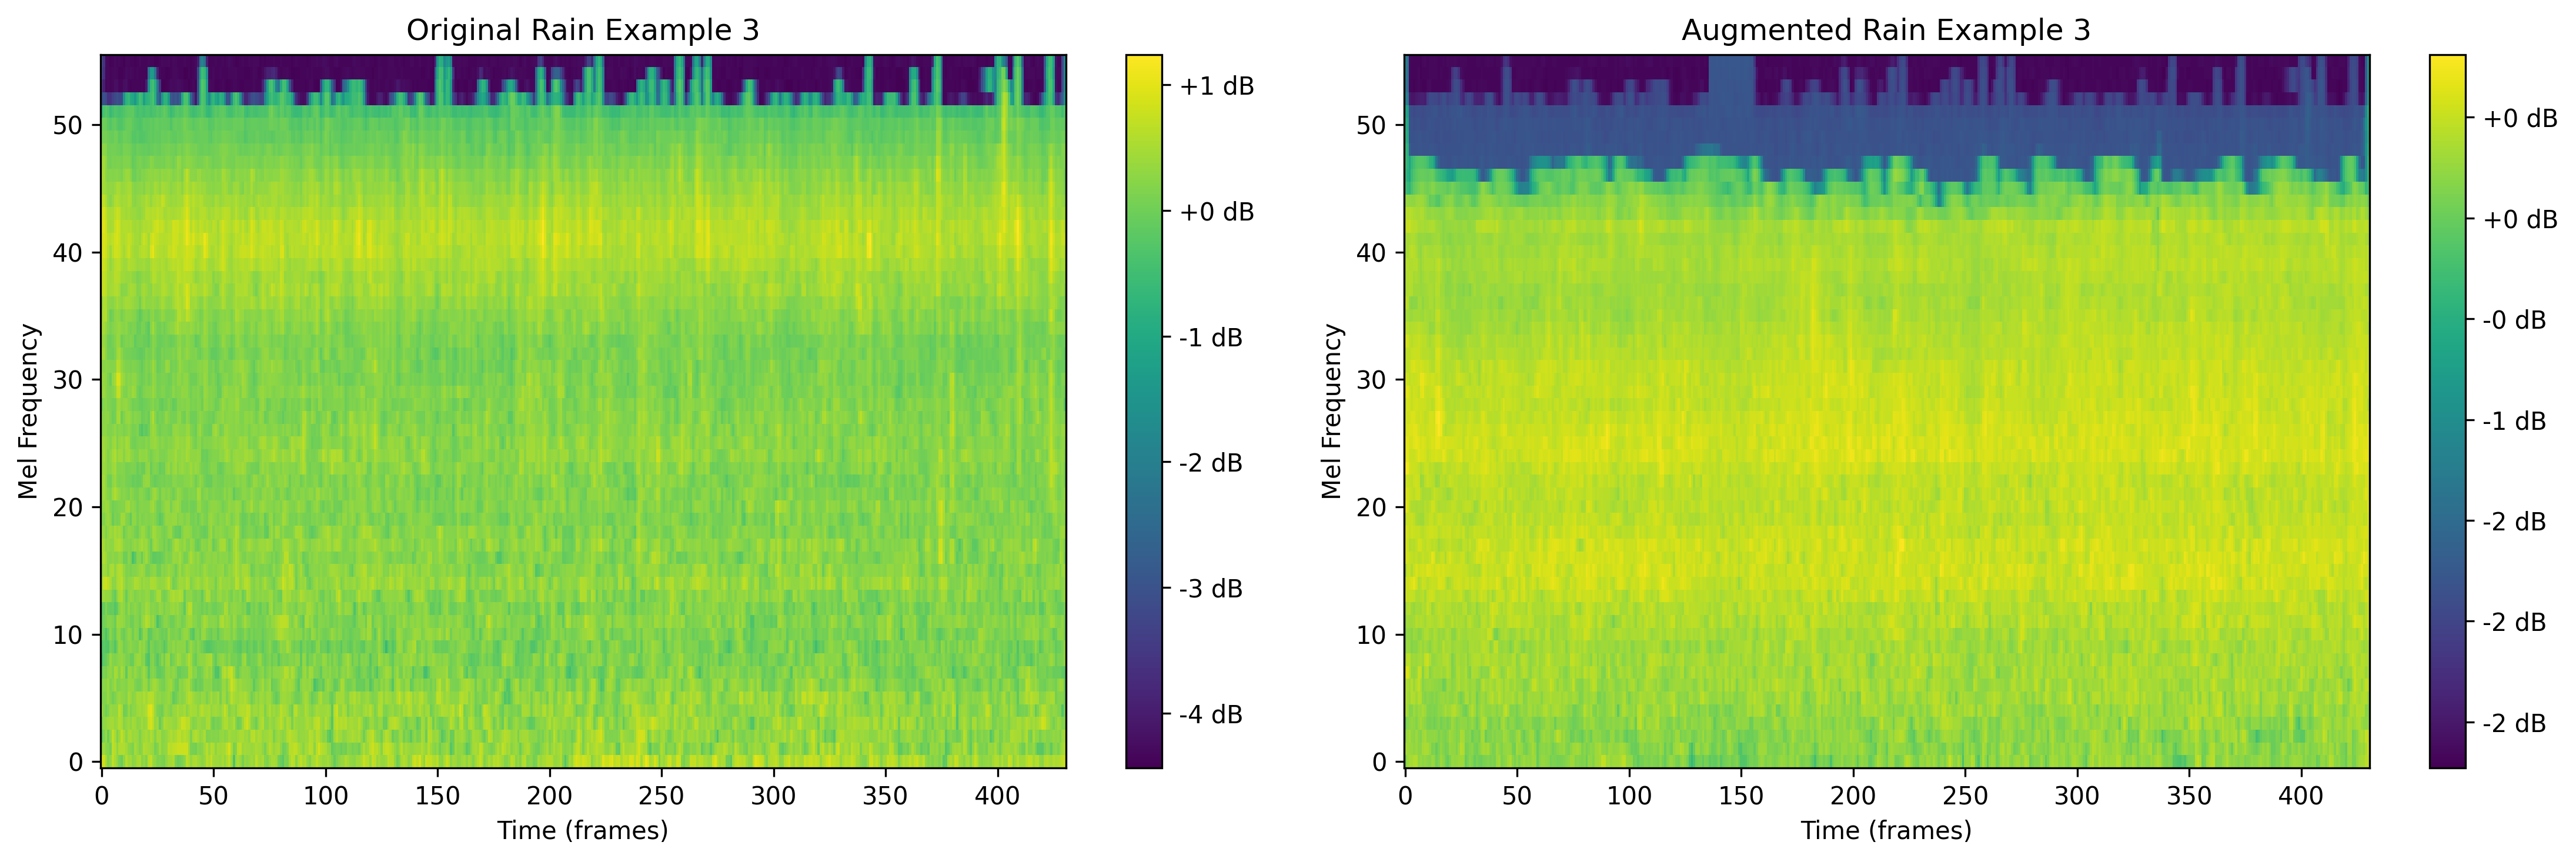 Original Rain Example 3
50
40
30
20
10
0
Mel Frequency
0 50 100 150 200 250 300 350 400
Time (frames)
+1 dB
+0 dB
-1 dB
-2 dB
-3 dB
-4 dB
Augmented Rain Example 3
50
40
30
20
10
0
Mel Frequency
0 50 100 150 200 250 300 350 400
Time (frames)
+0 dB
+0 dB
-0 dB
-1 dB
-2 dB
-2 dB
-2 dB